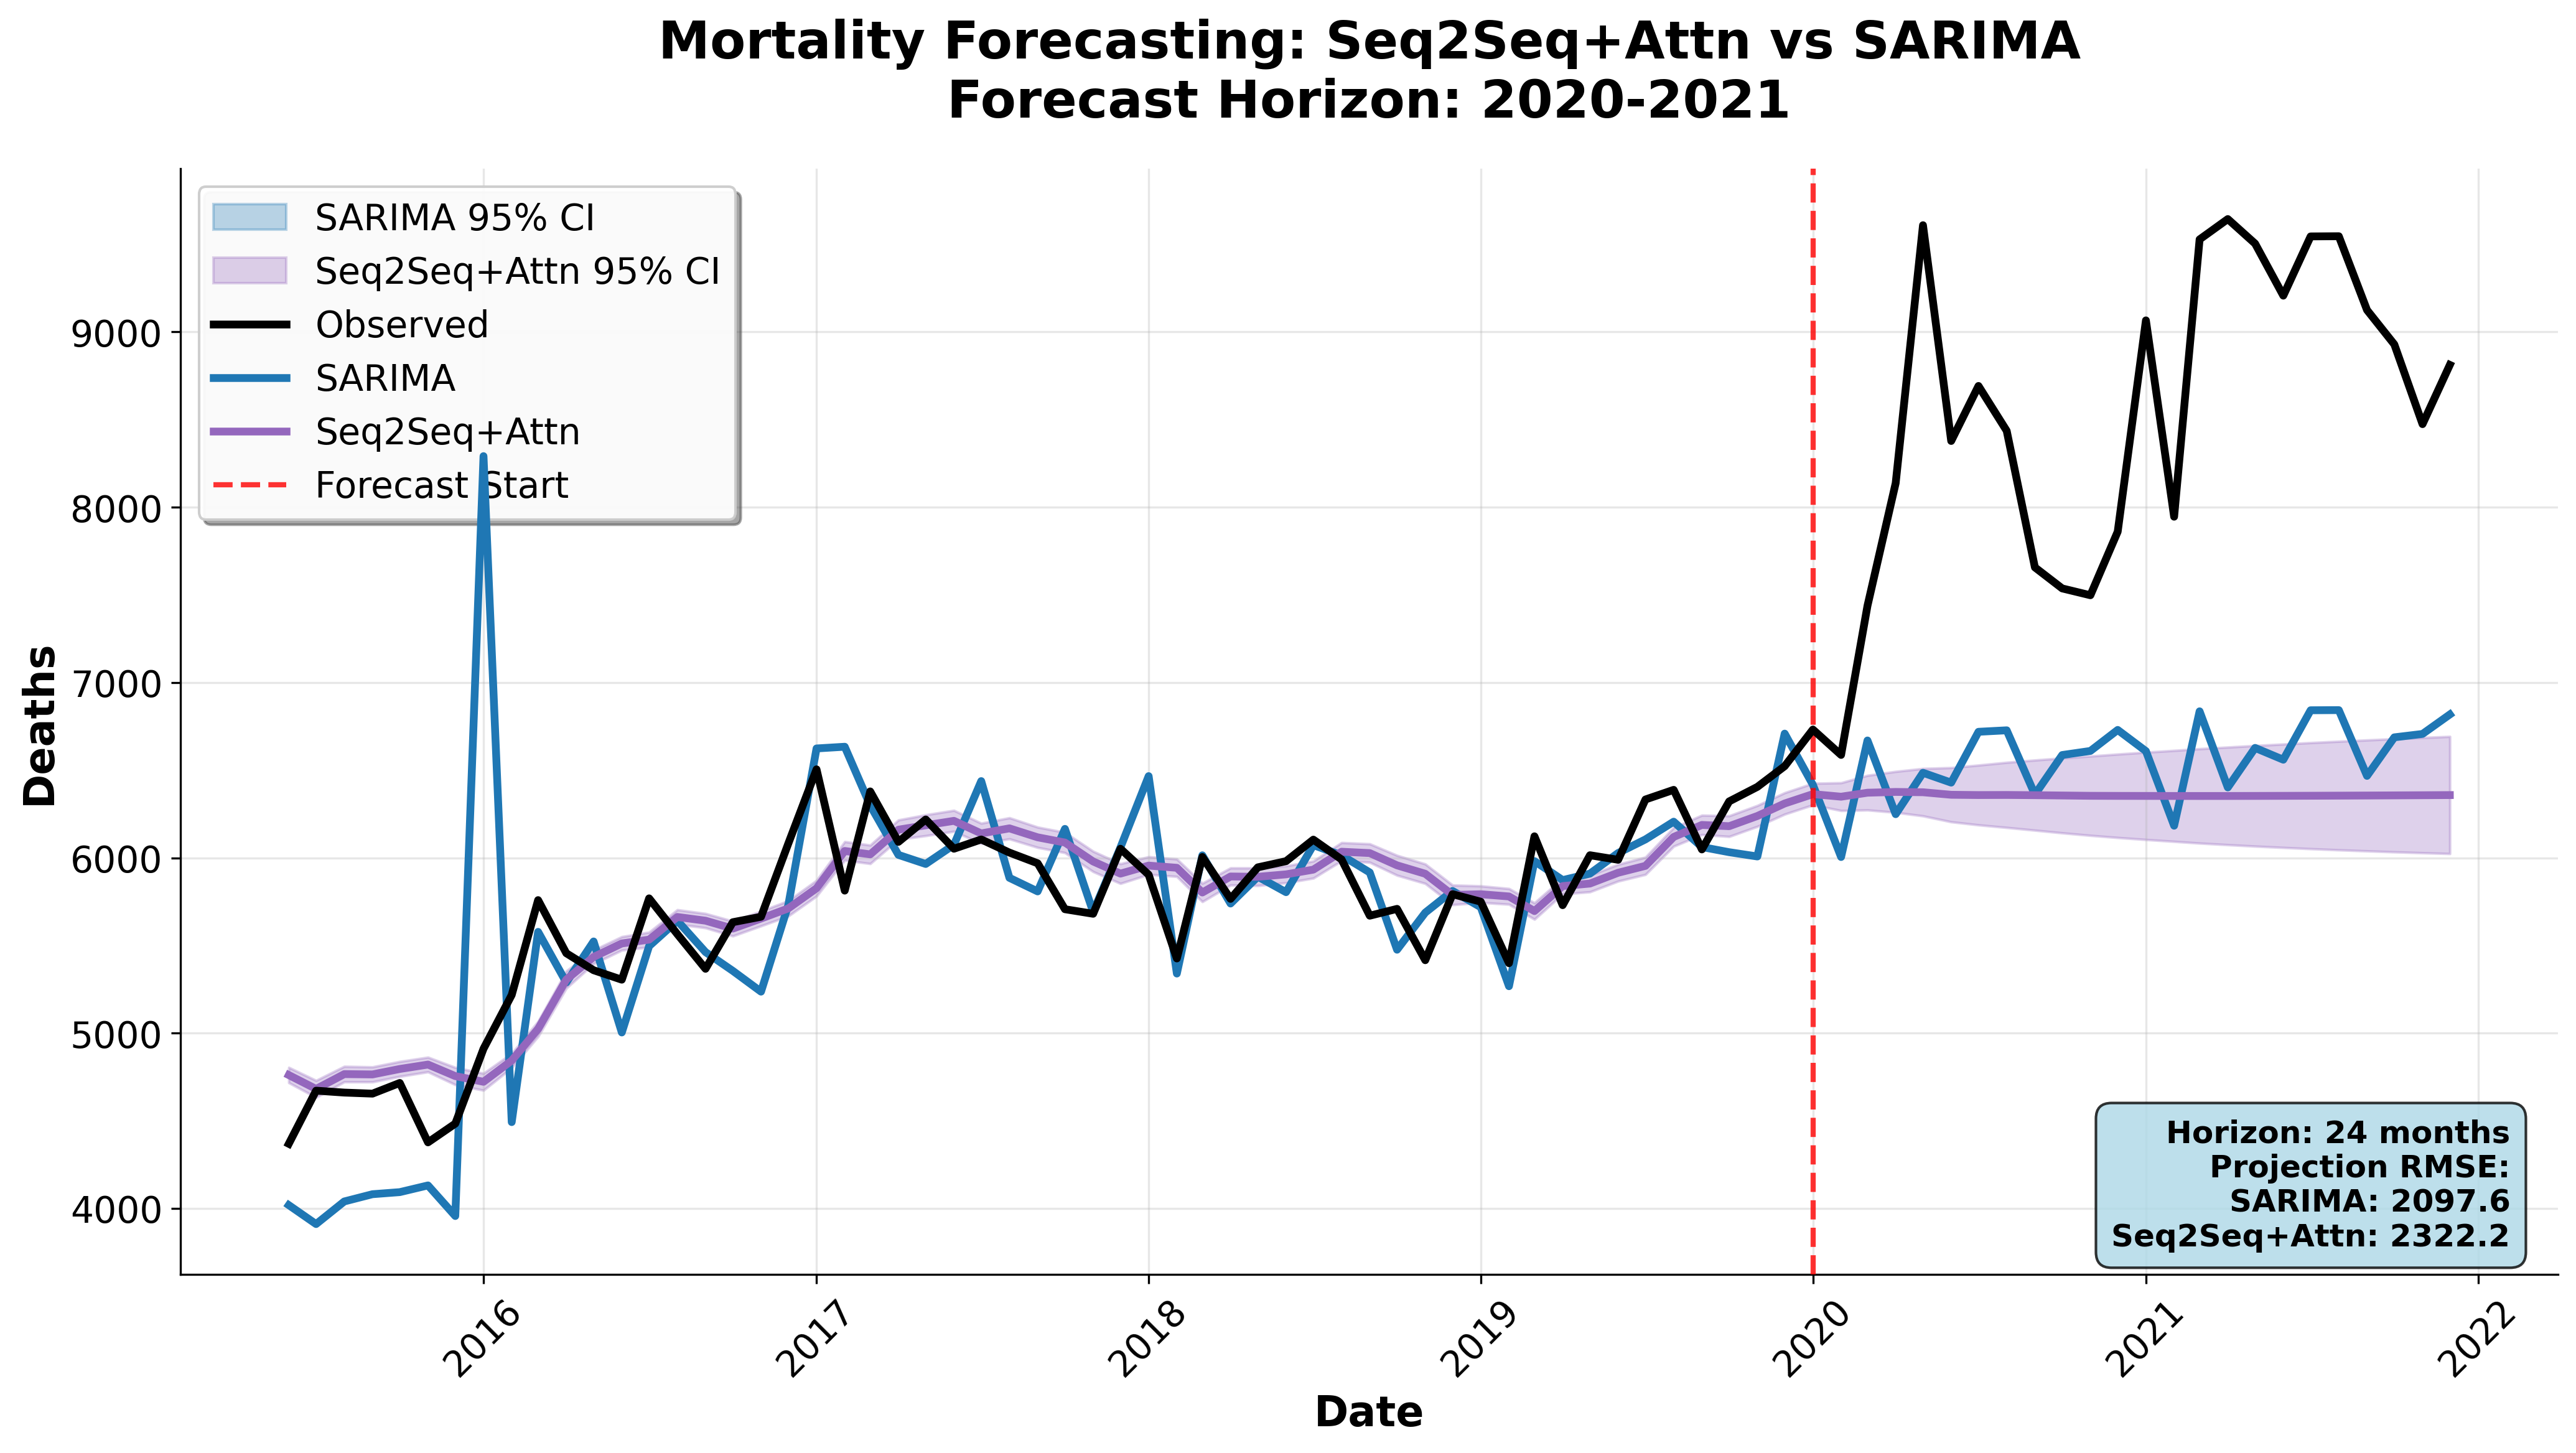 Mortality Forecasting: Seq2Seq+Attn vs SARIMA
Forecast Horizon: 2020-2021
SARIMA 95% CI
Seq2Seq+Attn 95% CI
Observed
SARIMA
Seq2Seq+Attn
Forecast Start
Deaths
9000
8000
7000
6000
5000
4000
Horizon: 24 months
Projection RMSE:
SARIMA: 2097.6
Seq2Seq+Attn: 2322.2
2016
2017
2018
2019
2020
2021
2022
Date